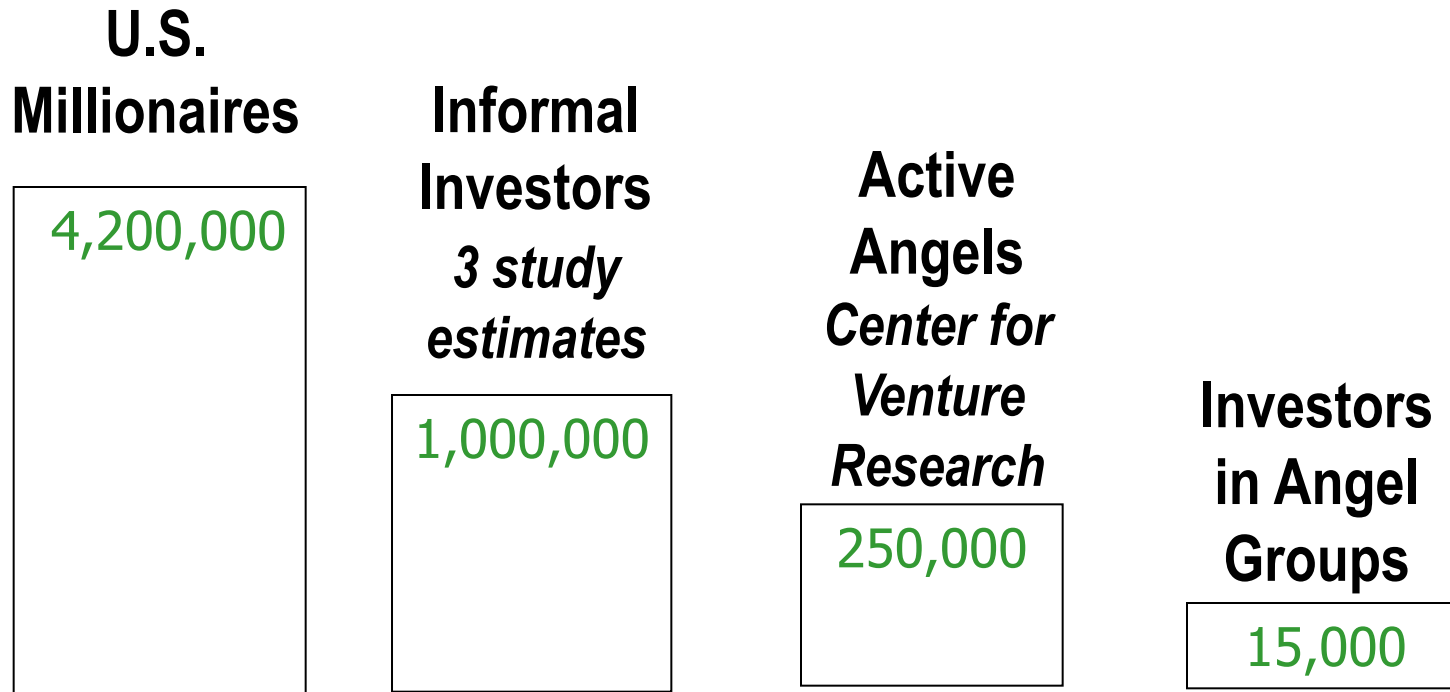 U.S.
Millionaires
4,200,000
Informal
Investors
3 study
estimates
1,000,000
Active
Angels
Center for
Venture
Research
250,000
Investors
in Angel
Groups
15,000